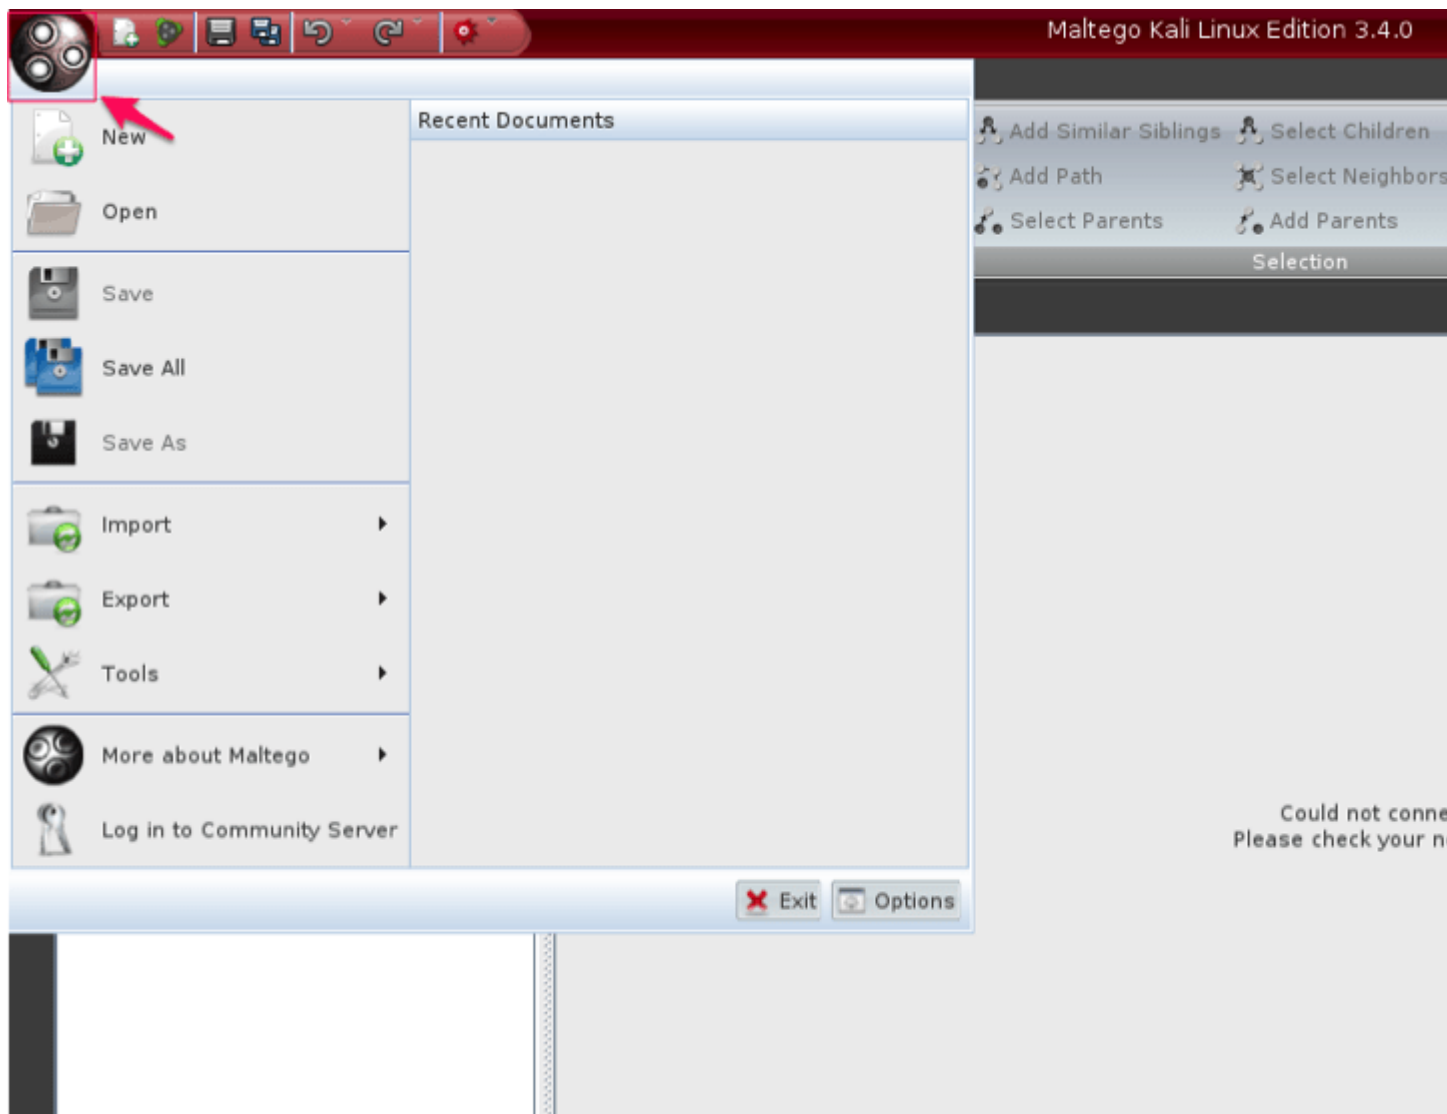 Maltego Kali Linux Edition 3.4.0
New
Open
Save
Save All
Save As
Import
Export
Tools
More about Maltego
Log in to Community Server
Recent Documents
Exit
Options
Add Similar Siblings
Select Children
Add Path
Select Neighbors
Select Parents
Add Parents
Selection
Could not
Please check your